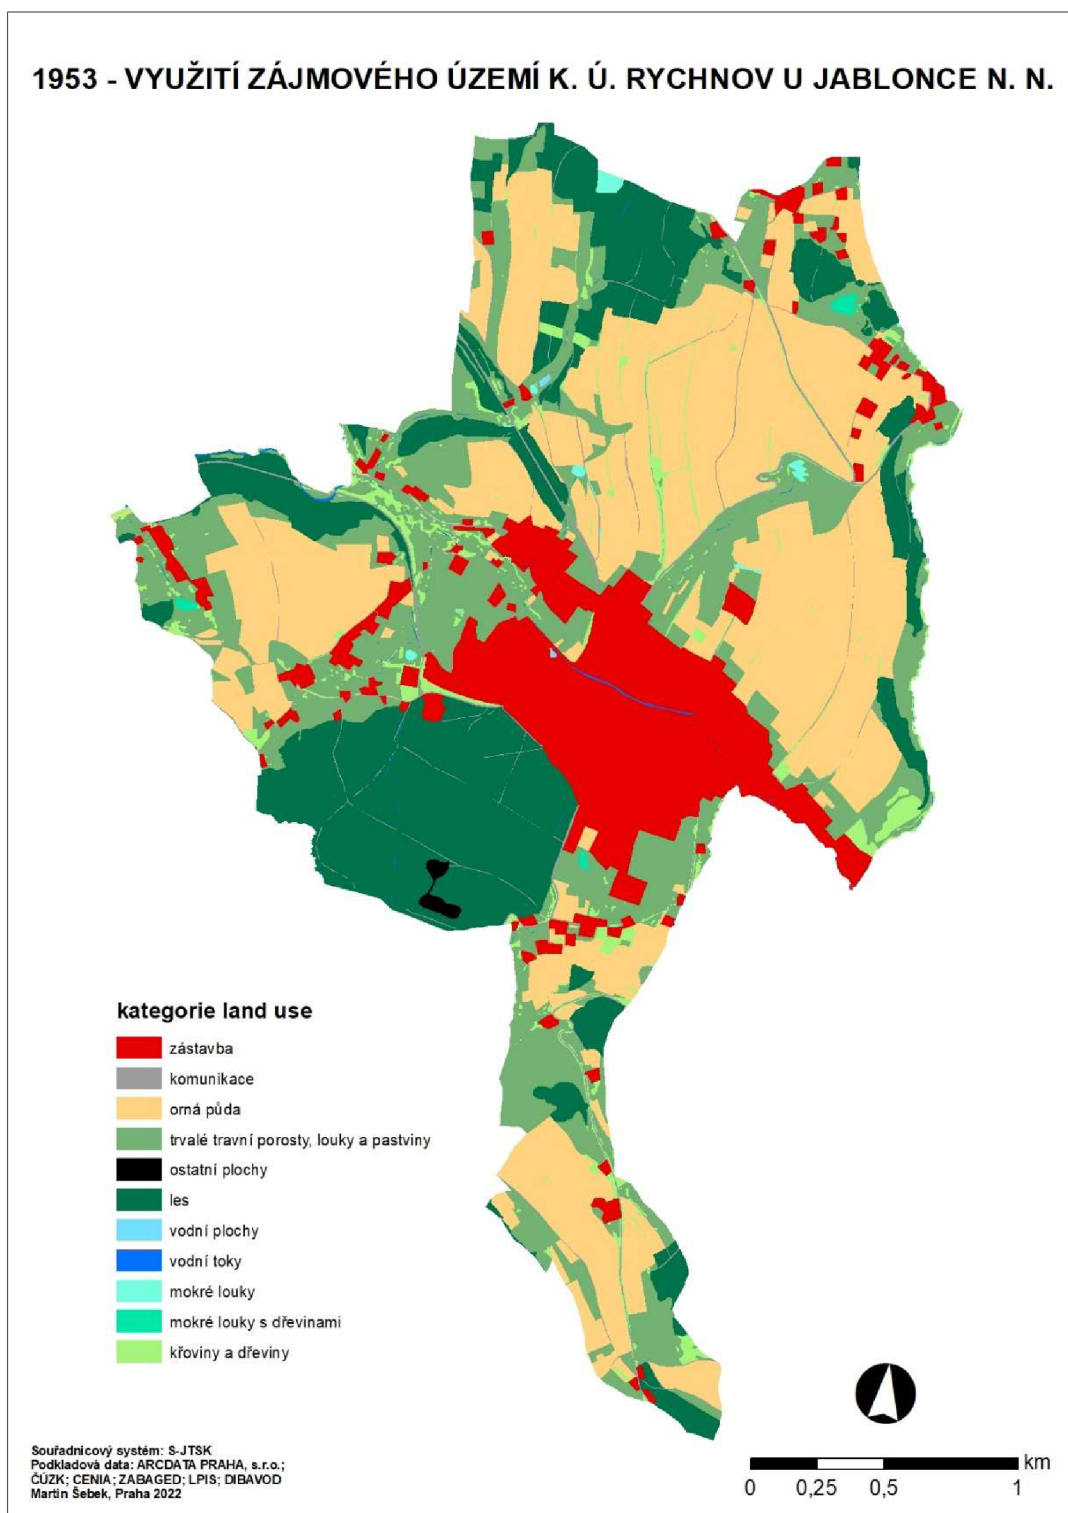 1953 - VYUŽITÍ ZÁJMOVÉHO ÚZEMÍ K. Ú. RYCHNOV U JABLONCE N. N.
kategorie land use
zástavba
komunikace
orná půda
trvalé travní porosty, louky a pastviny
ostatní plochy
les
vodní plochy
vodní toky
mokré louky
mokré louky s dřevinami
křoviny a dřeviny
Souřadnicový systém: S-JTSK
Podkladová data: ARCDATA PRAHA, s.r.o.;
ČÚZK; CENIA; ZABAGED; LPIS; DIBAVOD
Martin Šebek, Praha 2022
km
0 0,25 0,5 1